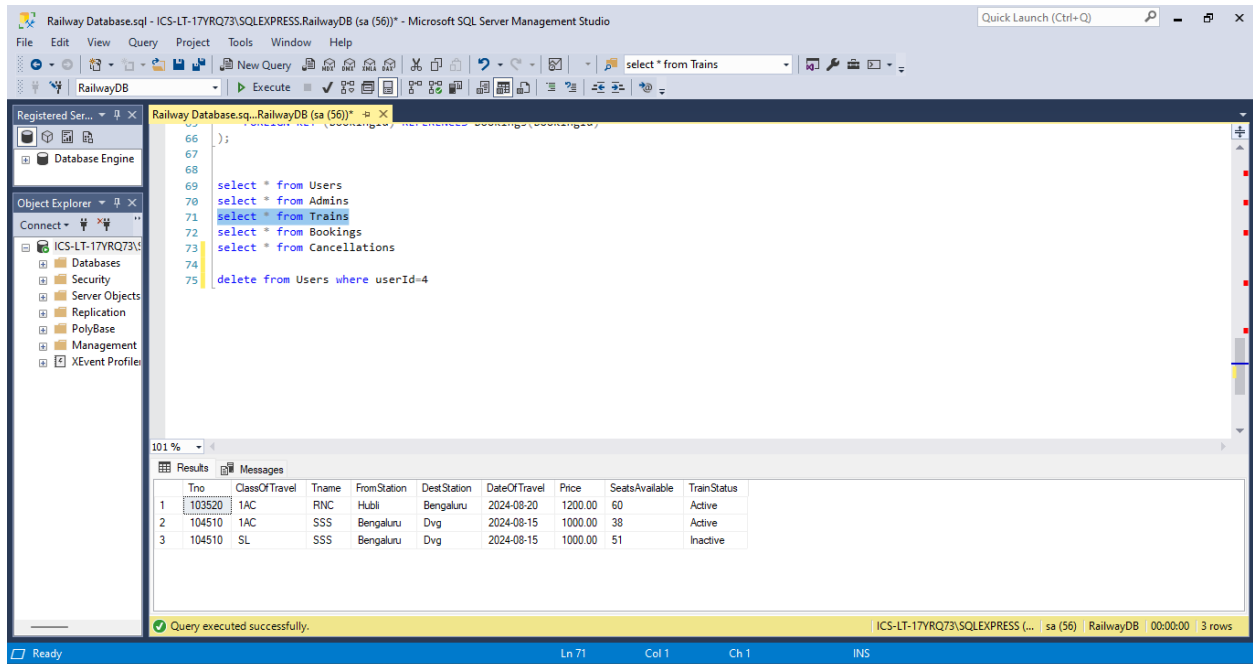 Railway Database.sql - ICS-LT-17YRQ73\SQLEXPRESS.RailwayDB (sa (56))* - Microsoft SQL Server Management Studio
Quick Launch (Ctrl+Q)
File Edit View Query Project Tools Window Help
New Query select * from Trains
RailwayDB Execute
Registered Ser...
Database Engine
Object Explorer
Connect
ICS-LT-17YRQ73\S
Databases
Security
Server Objects
Replication
PolyBase
Management
XEvent Profiler
Railway Database.sq...RailwayDB (sa (56))*
65 FOREIGN KEY (BookingId) REFERENCES Bookings(BookingId)
66 );
67
68
69 select * from Users
70 select * from Admins
71 select * from Trains
72 select * from Bookings
73 select * from Cancellations
74
75 delete from Users where userId=4
101 %
Results Messages
Tno ClassOfTravel Tname FromStation DestStation DateOfTravel Price SeatsAvailable TrainStatus
1 103520 1AC RNC Hubli Bengaluru 2024-08-20 1200.00 60 Active
2 104510 1AC SSS Bengaluru Dvg 2024-08-15 1000.00 38 Active
3 104510 SL SSS Bengaluru Dvg 2024-08-15 1000.00 51 Inactive
Query executed successfully. ICS-LT-17YRQ73\SQLEXPRESS (... sa (56) RailwayDB 00:00:00 3 rows
Ready Ln 71 Col 1 Ch 1 INS